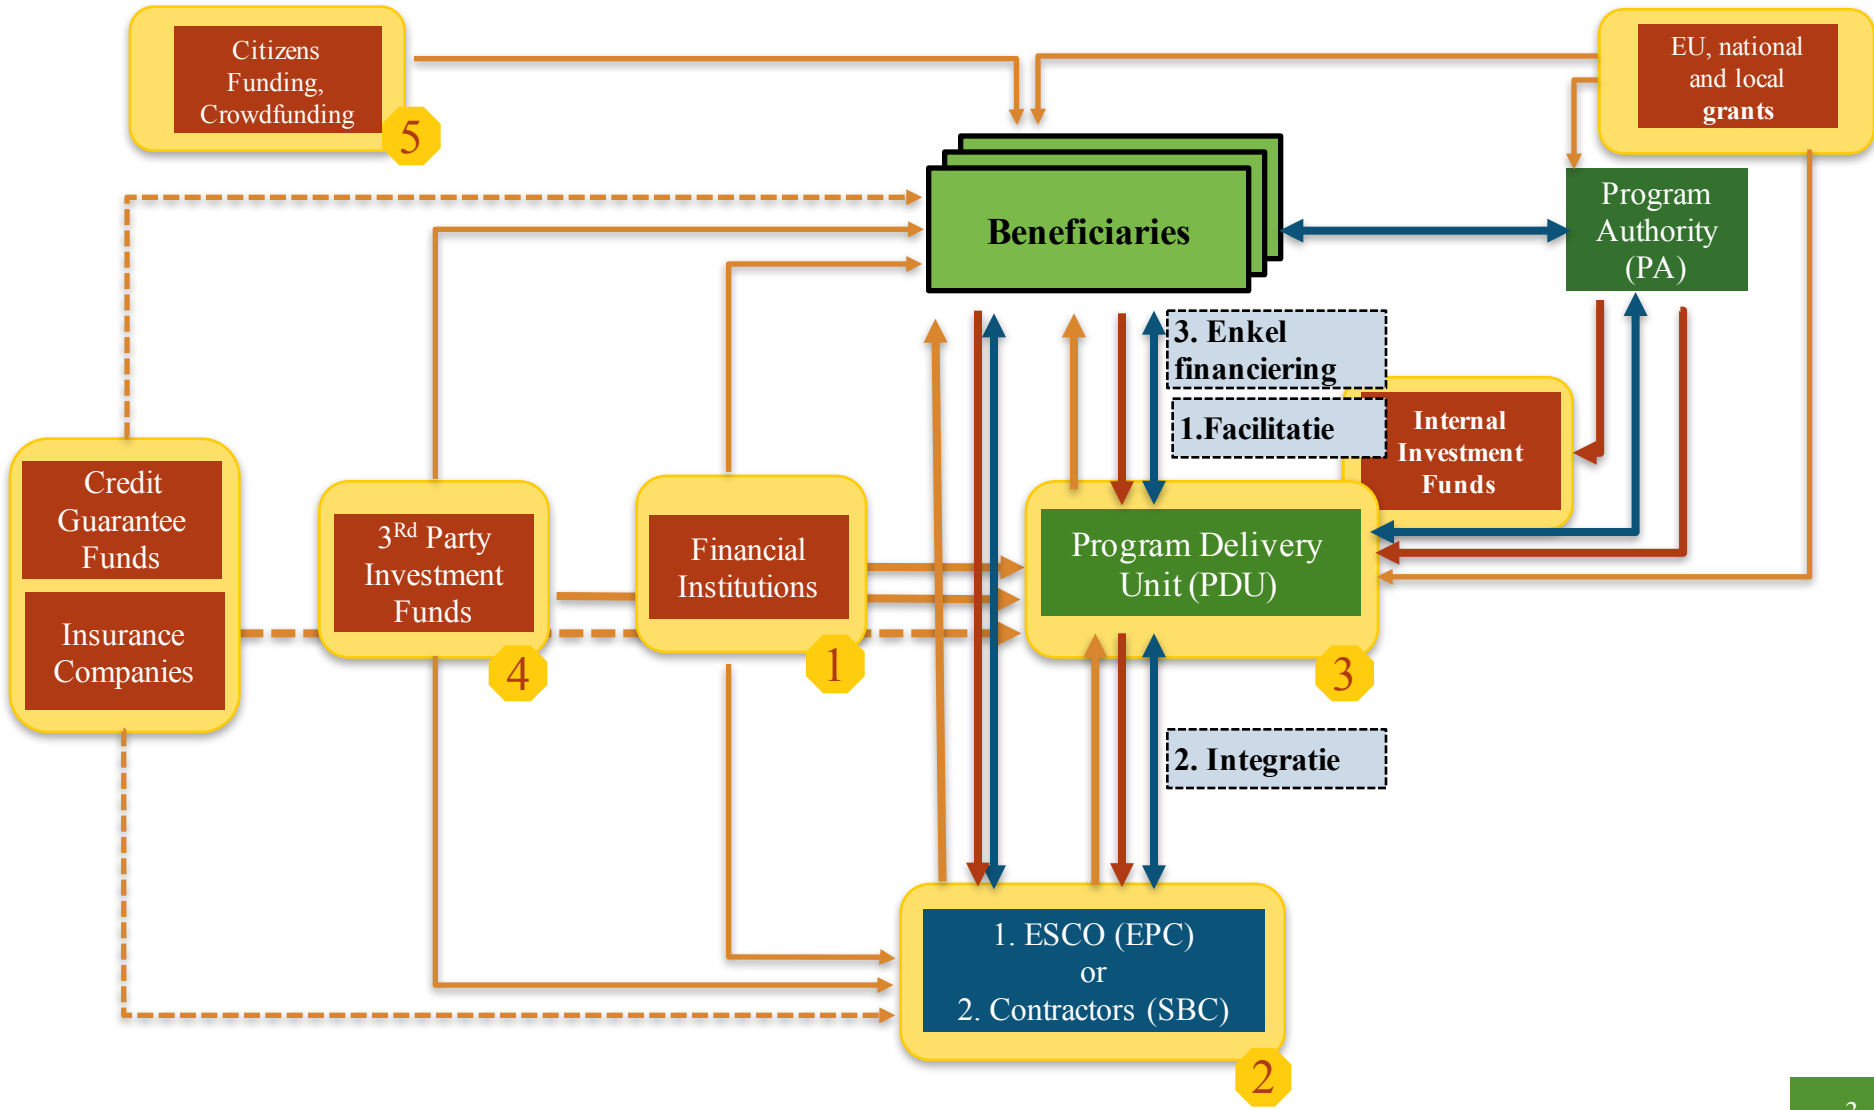 Citizens
Funding,
Crowdfunding
5
EU, national
and local
grants
Beneficiaries
Program
Authority
(PA)
3. Enkel
financiering
1.Facilitatie
Internal
Investment
Funds
Credit
Guarantee
Funds
Insurance
Companies
3Rd Party
Investment
Funds
4
Financial
Institutions
1
Program Delivery
Unit (PDU)
3
2. Integratie
1. ESCO (EPC)
or
2. Contractors (SBC)
2